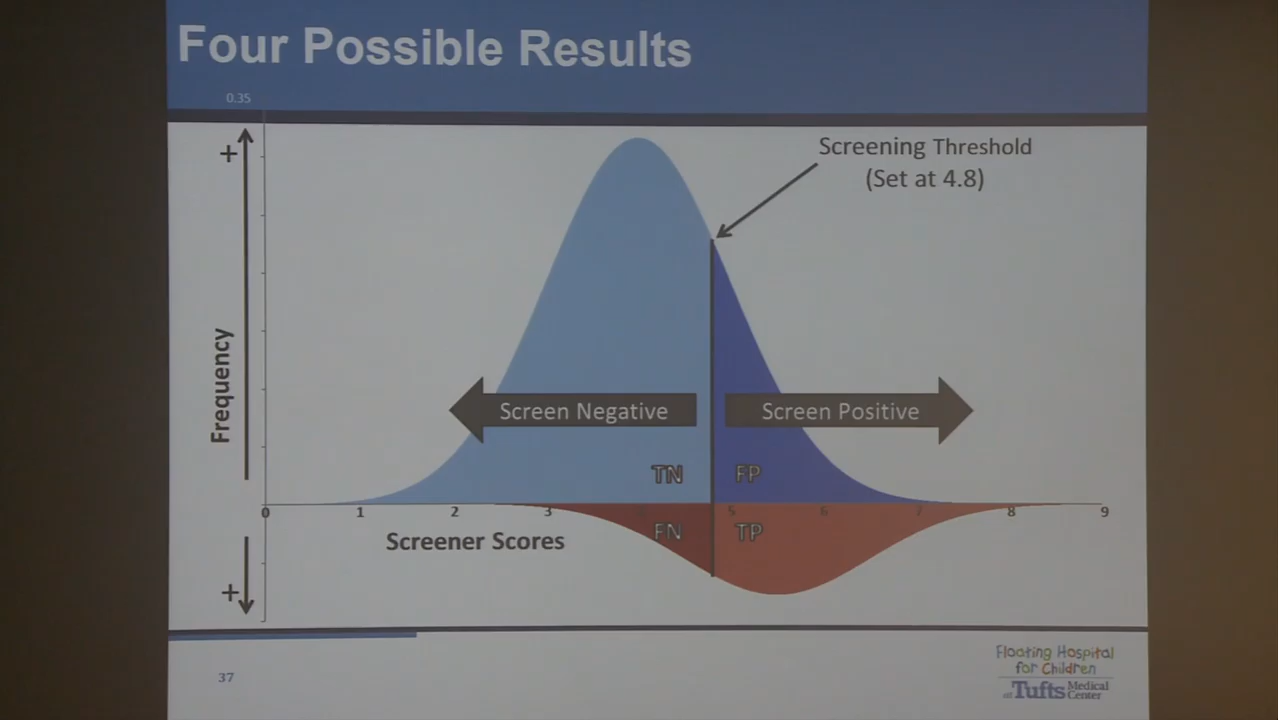 Four Possible Results
0.35
+
Screening Threshold
(Set at 4.8)
Frequency
Screen Negative
Screen Positive
TN
FP
0 1 2 3 4 5 6 7 8 9
FN
TP
Screener Scores
+
37
Floating Hospital
for Children
at Tufts Medical
Center